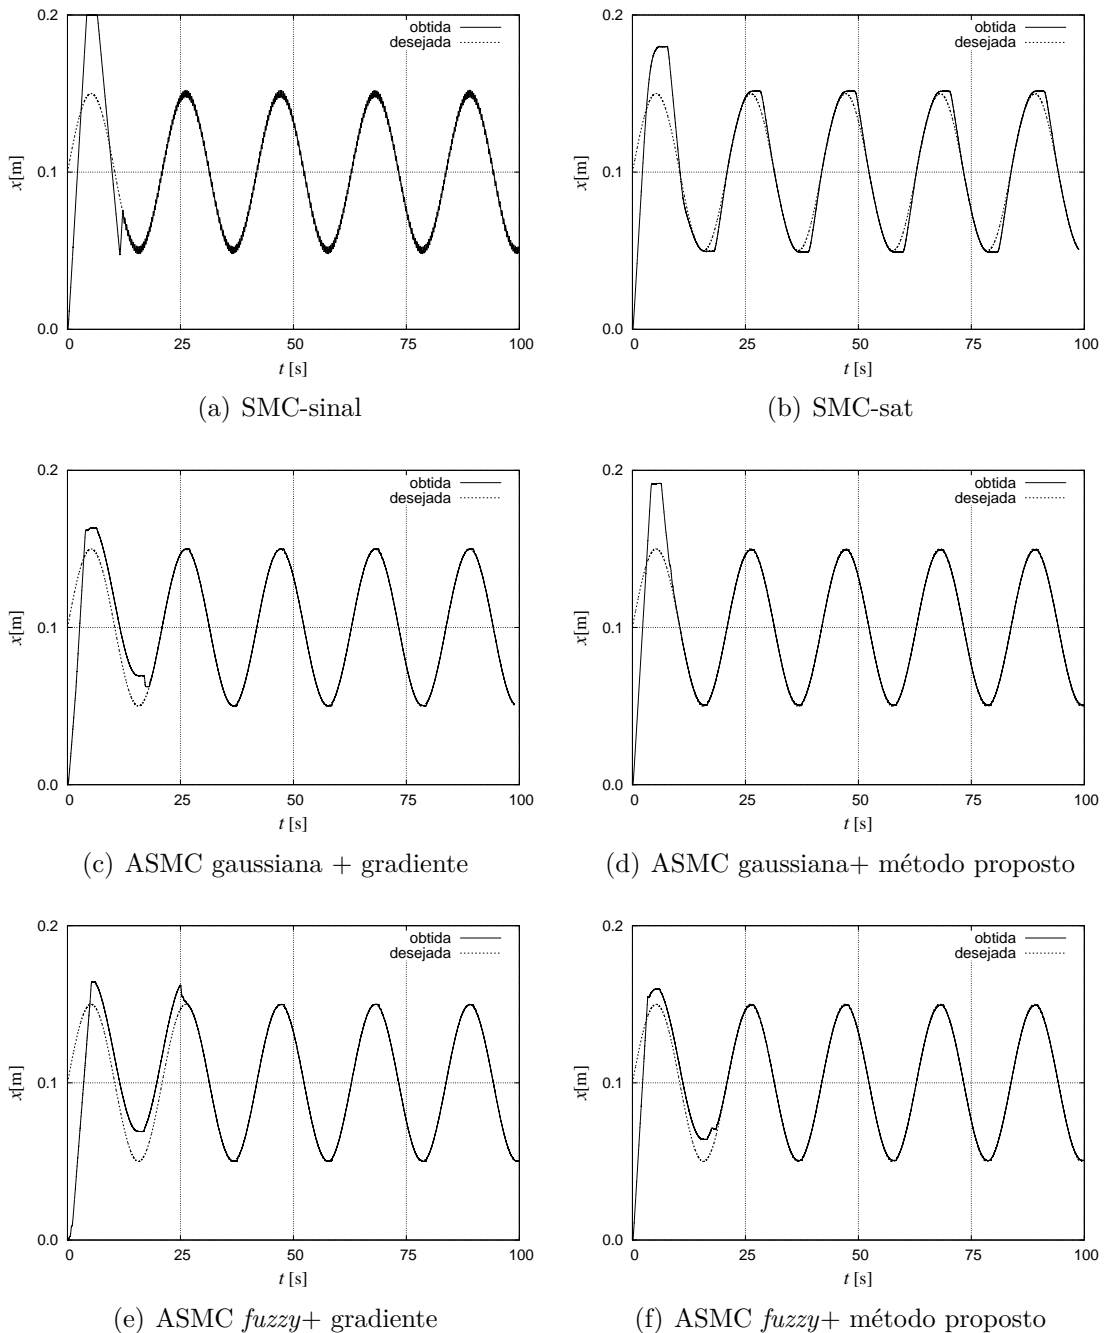 0.2
obtida
desejada
0.1
x[m]
0.0
0 25 50 75 100
t [s]
(a) SMC-sinal
0.2
obtida
desejada
0.1
x[m]
0.0
0 25 50 75 100
t [s]
(b) SMC-sat
0.2
obtida
desejada
0.1
x[m]
0.0
0 25 50 75 100
t [s]
(c) ASMC gaussiana + gradiente
0.2
obtida
desejada
0.1
x[m]
0.0
0 25 50 75 100
t [s]
(d) ASMC gaussiana+ método proposto
0.2
obtida
desejada
0.1
x[m]
0.0
0 25 50 75 100
t [s]
(e) ASMC fuzzy+ gradiente
0.2
obtida
desejada
0.1
x[m]
0.0
0 25 50 75 100
t [s]
(f) ASMC fuzzy+ método proposto